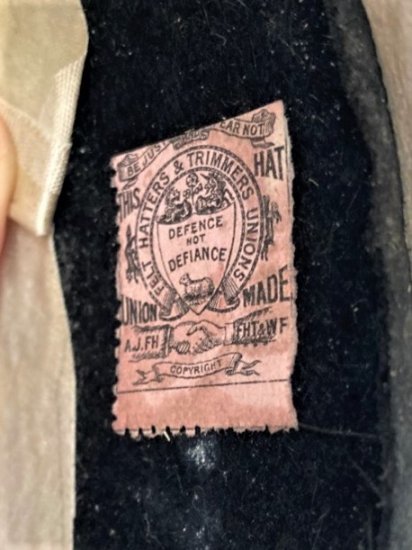 BE JUST AND FEAR NOT
THIS HAT
FELT HATTERS & TRIMMERS UNIONS
DEFENCE
NOT
DEFIANCE
UNION MADE
A.J.FH FHT&WF
COPYRIGHT